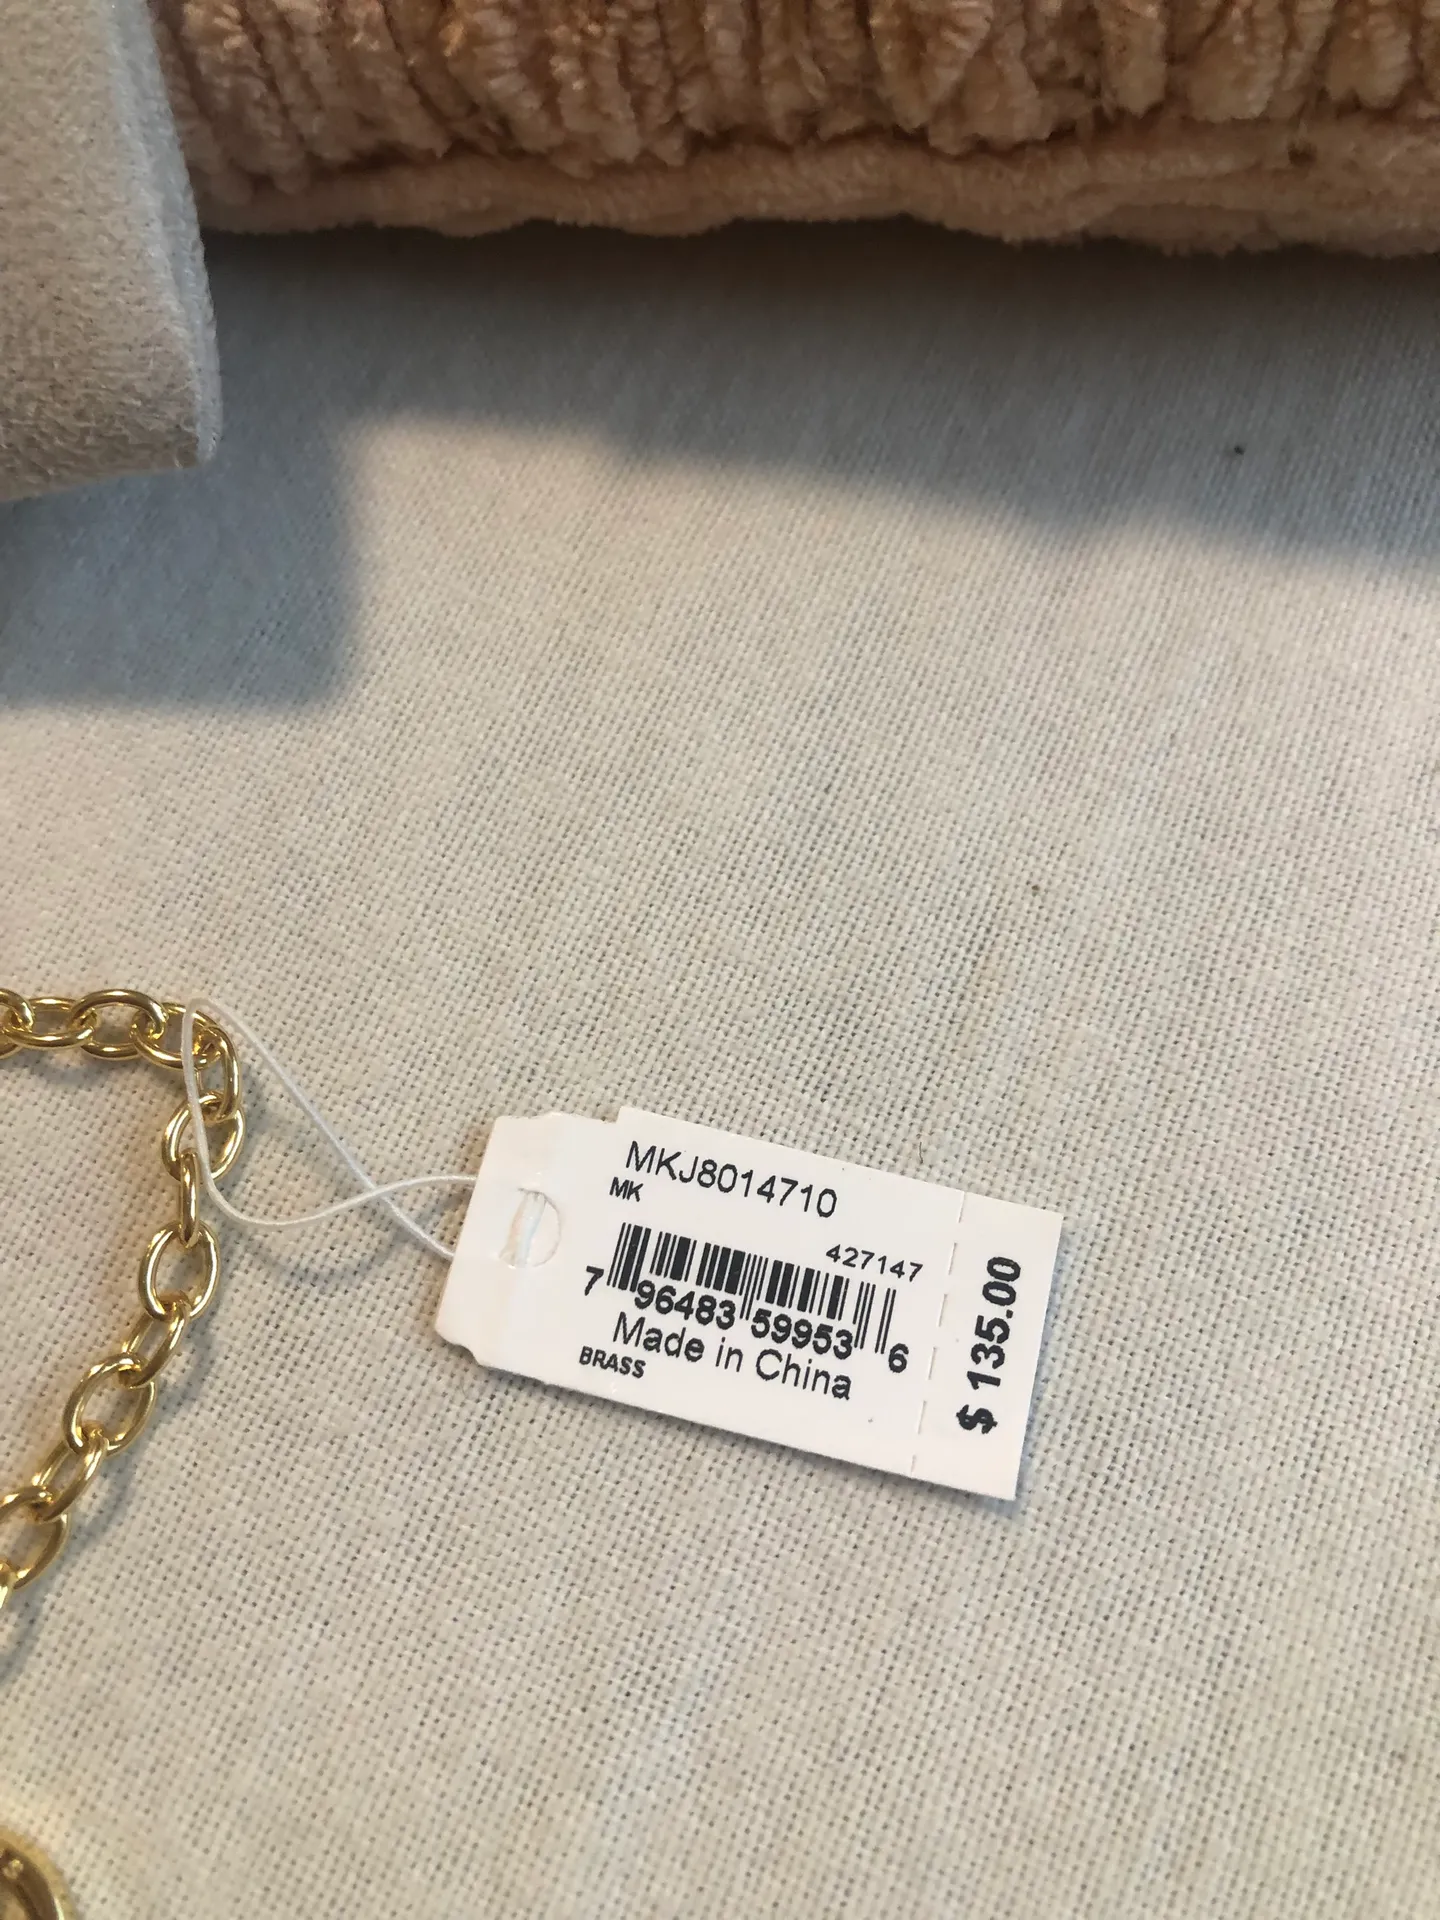 MKJ8014710
MK
427147
7 96483 59953 6
Made in China
BRASS
$ 135.00